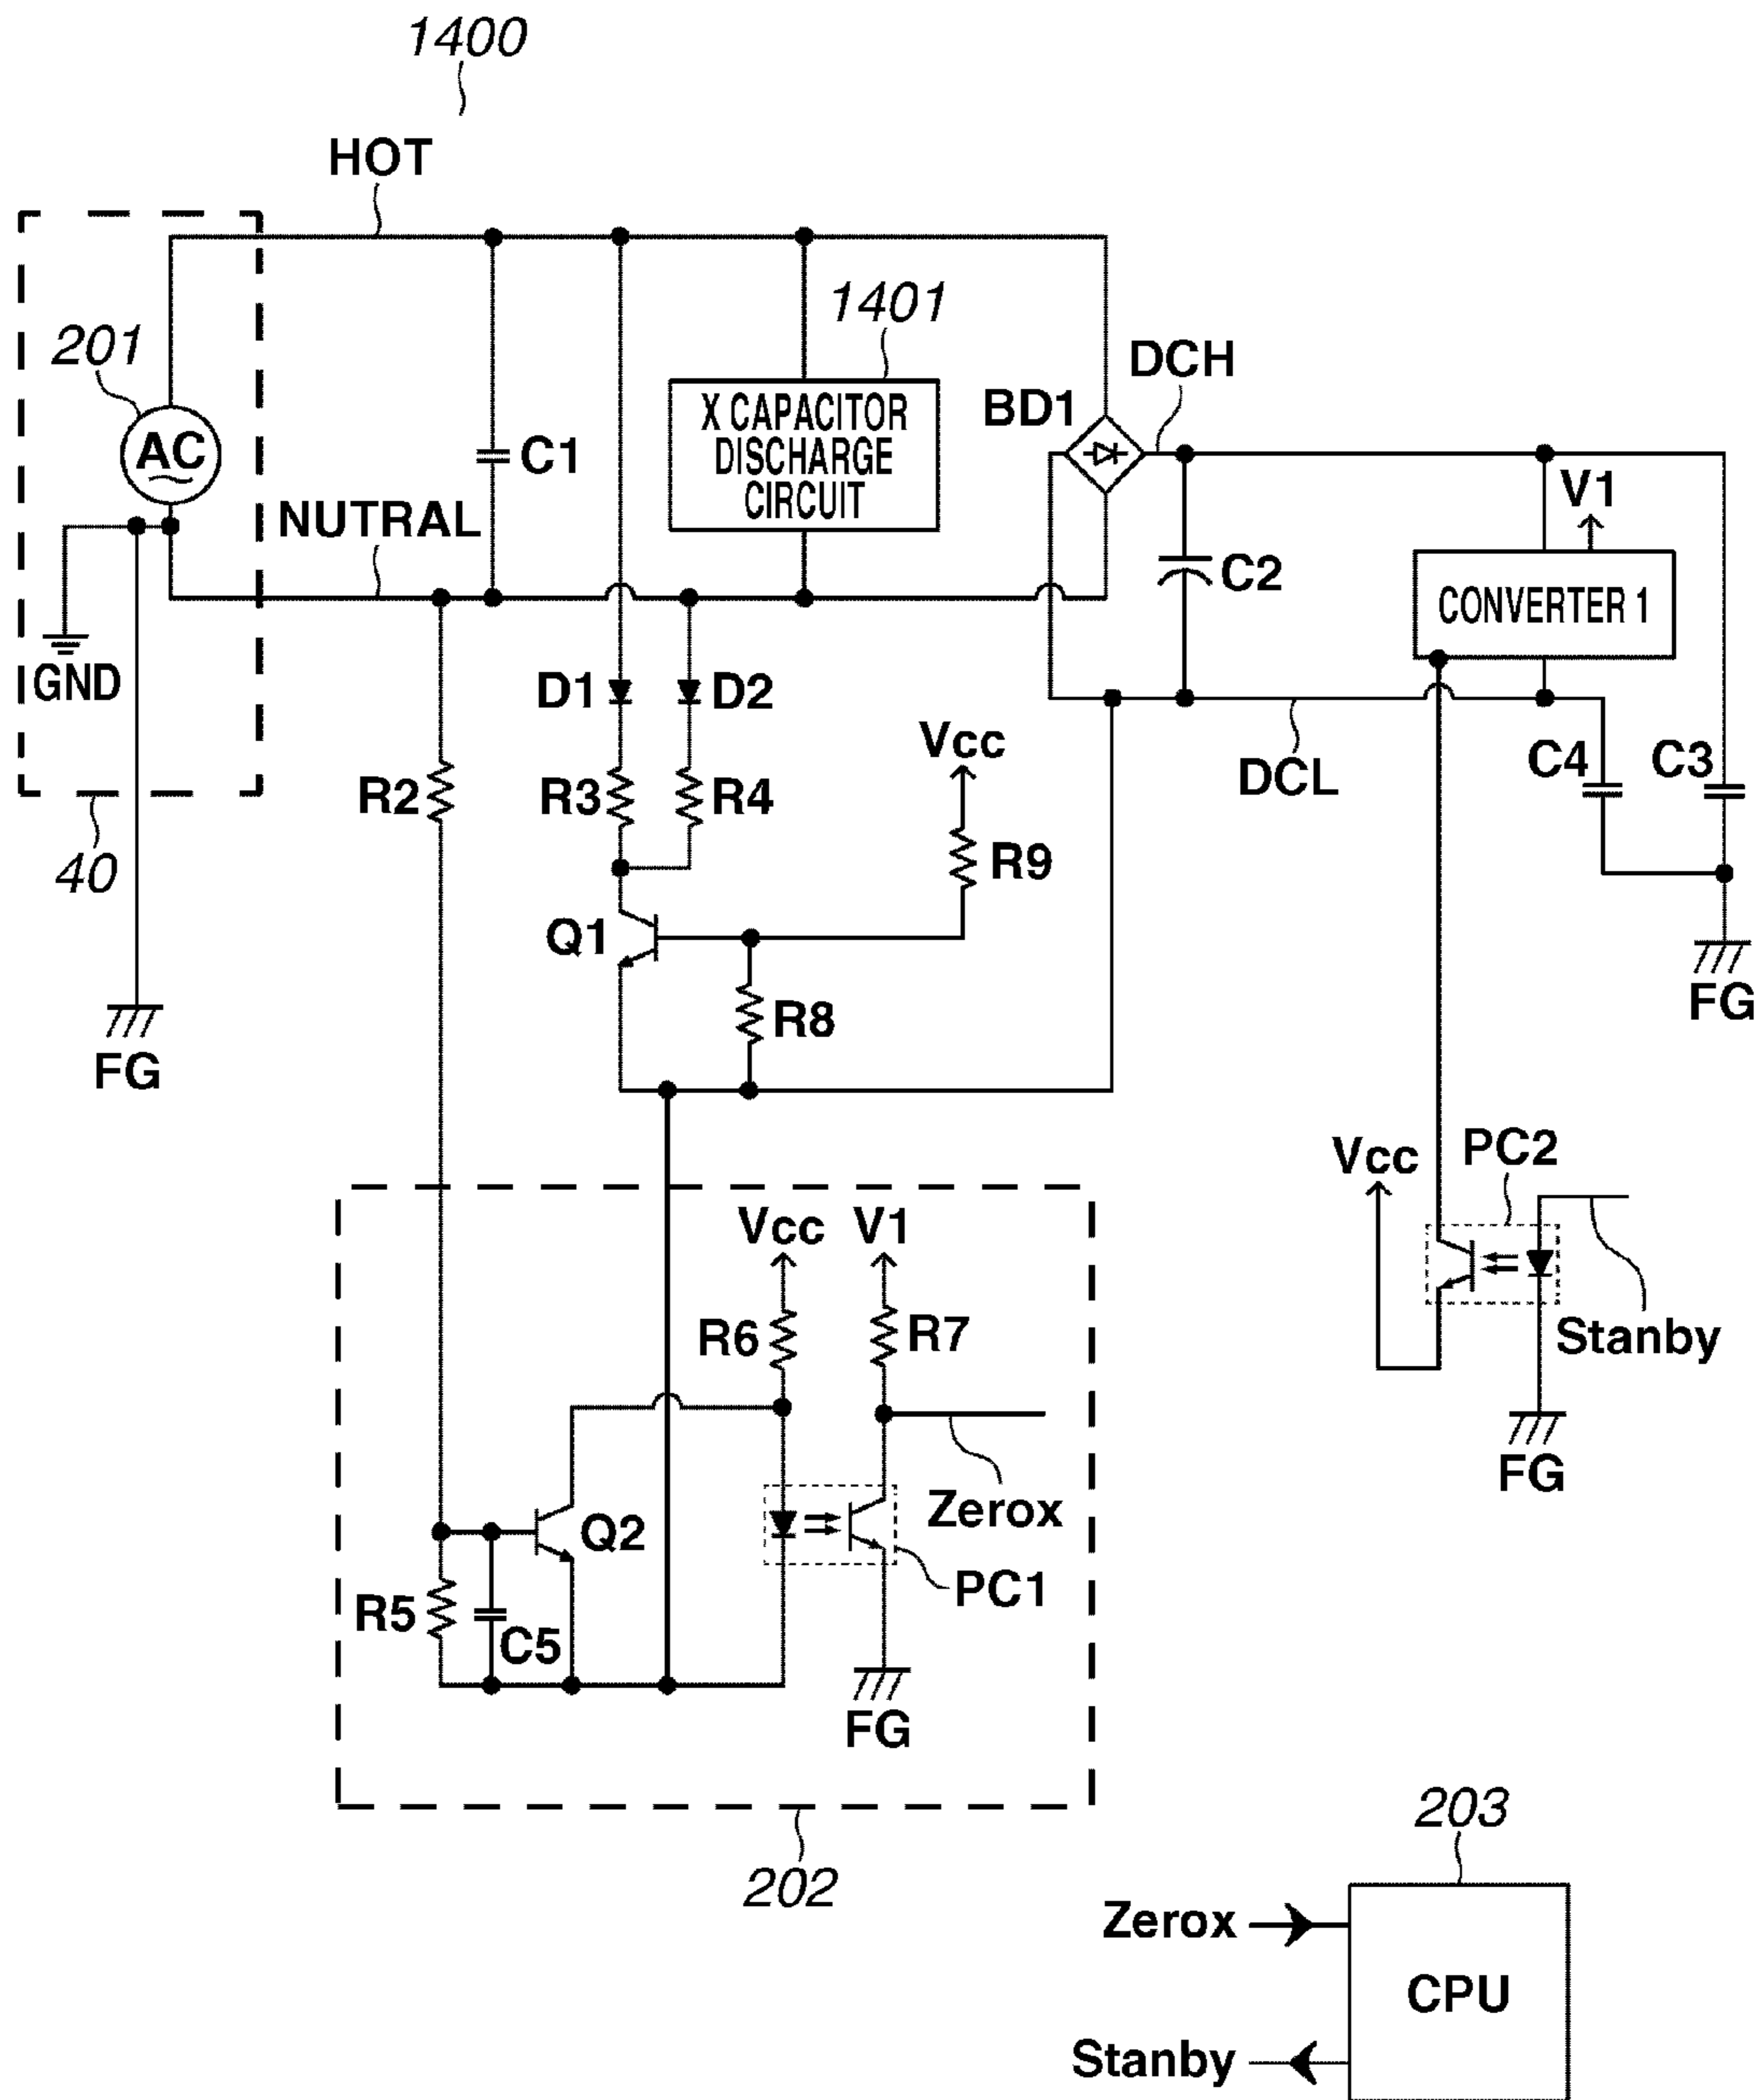 1400
HOT
201
AC
GND
40
FG
NUTRAL
C1
1401
X CAPACITOR
DISCHARGE
CIRCUIT
BD1
DCH
C2
V1
CONVERTER 1
DCL
C4
C3
FG
D1
D2
R2
R3
R4
Vcc
R9
Q1
R8
Vcc
PC2
Stanby
FG
Vcc
V1
R6
R7
Zerox
Q2
PC1
R5
C5
FG
202
203
Zerox
CPU
Stanby